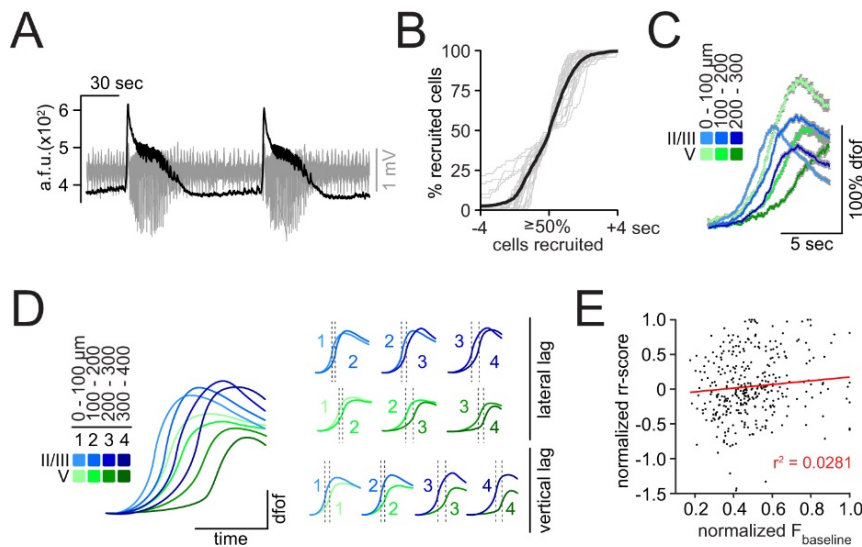 A
30 sec
a.f.u.(x10²)
6
5
4
1 mV
B
% recruited cells
100
75
50
25
0
-4
≥50%
+4 sec
cells recruited
C
0 - 100 µm
100 - 200
200 - 300
II/III
V
100% dfof
5 sec
D
0 - 100 µm
100 - 200
200 - 300
300 - 400
1 2 3 4
II/III
V
dfof
time
1 2
2 3
3 4
lateral lag
1 2
2 3
3 4
1 1
2 2
3 3
4 4
vertical lag
E
normalized rr-score
1.0
0.5
0
-0.5
-1.0
-1.5
r² = 0.0281
0.2 0.4 0.6 0.8 1.0
normalized Fbaseline